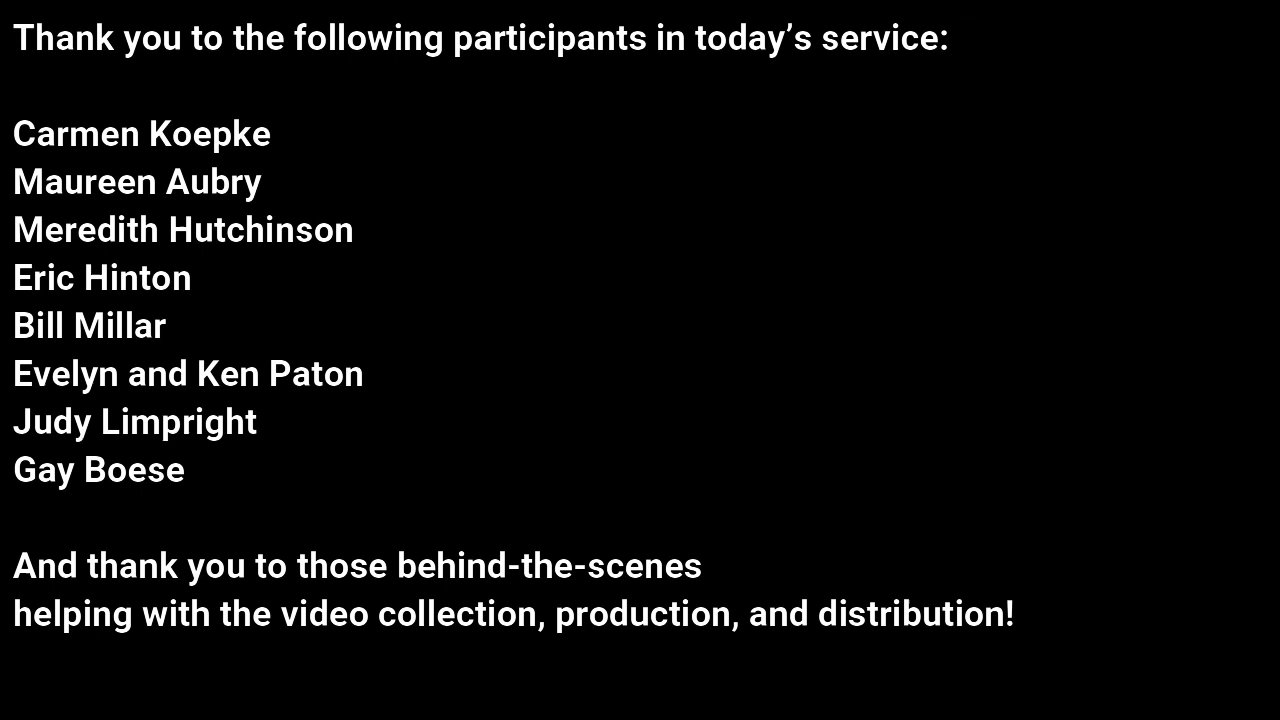 Thank you to the following participants in today’s service:
Carmen Koepke
Maureen Aubry
Meredith Hutchinson
Eric Hinton
Bill Millar
Evelyn and Ken Paton
Judy Limpright
Gay Boese
And thank you to those behind-the-scenes
helping with the video collection, production, and distribution!